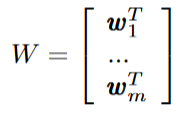 W = [ w_1^T
...
w_m^T ]